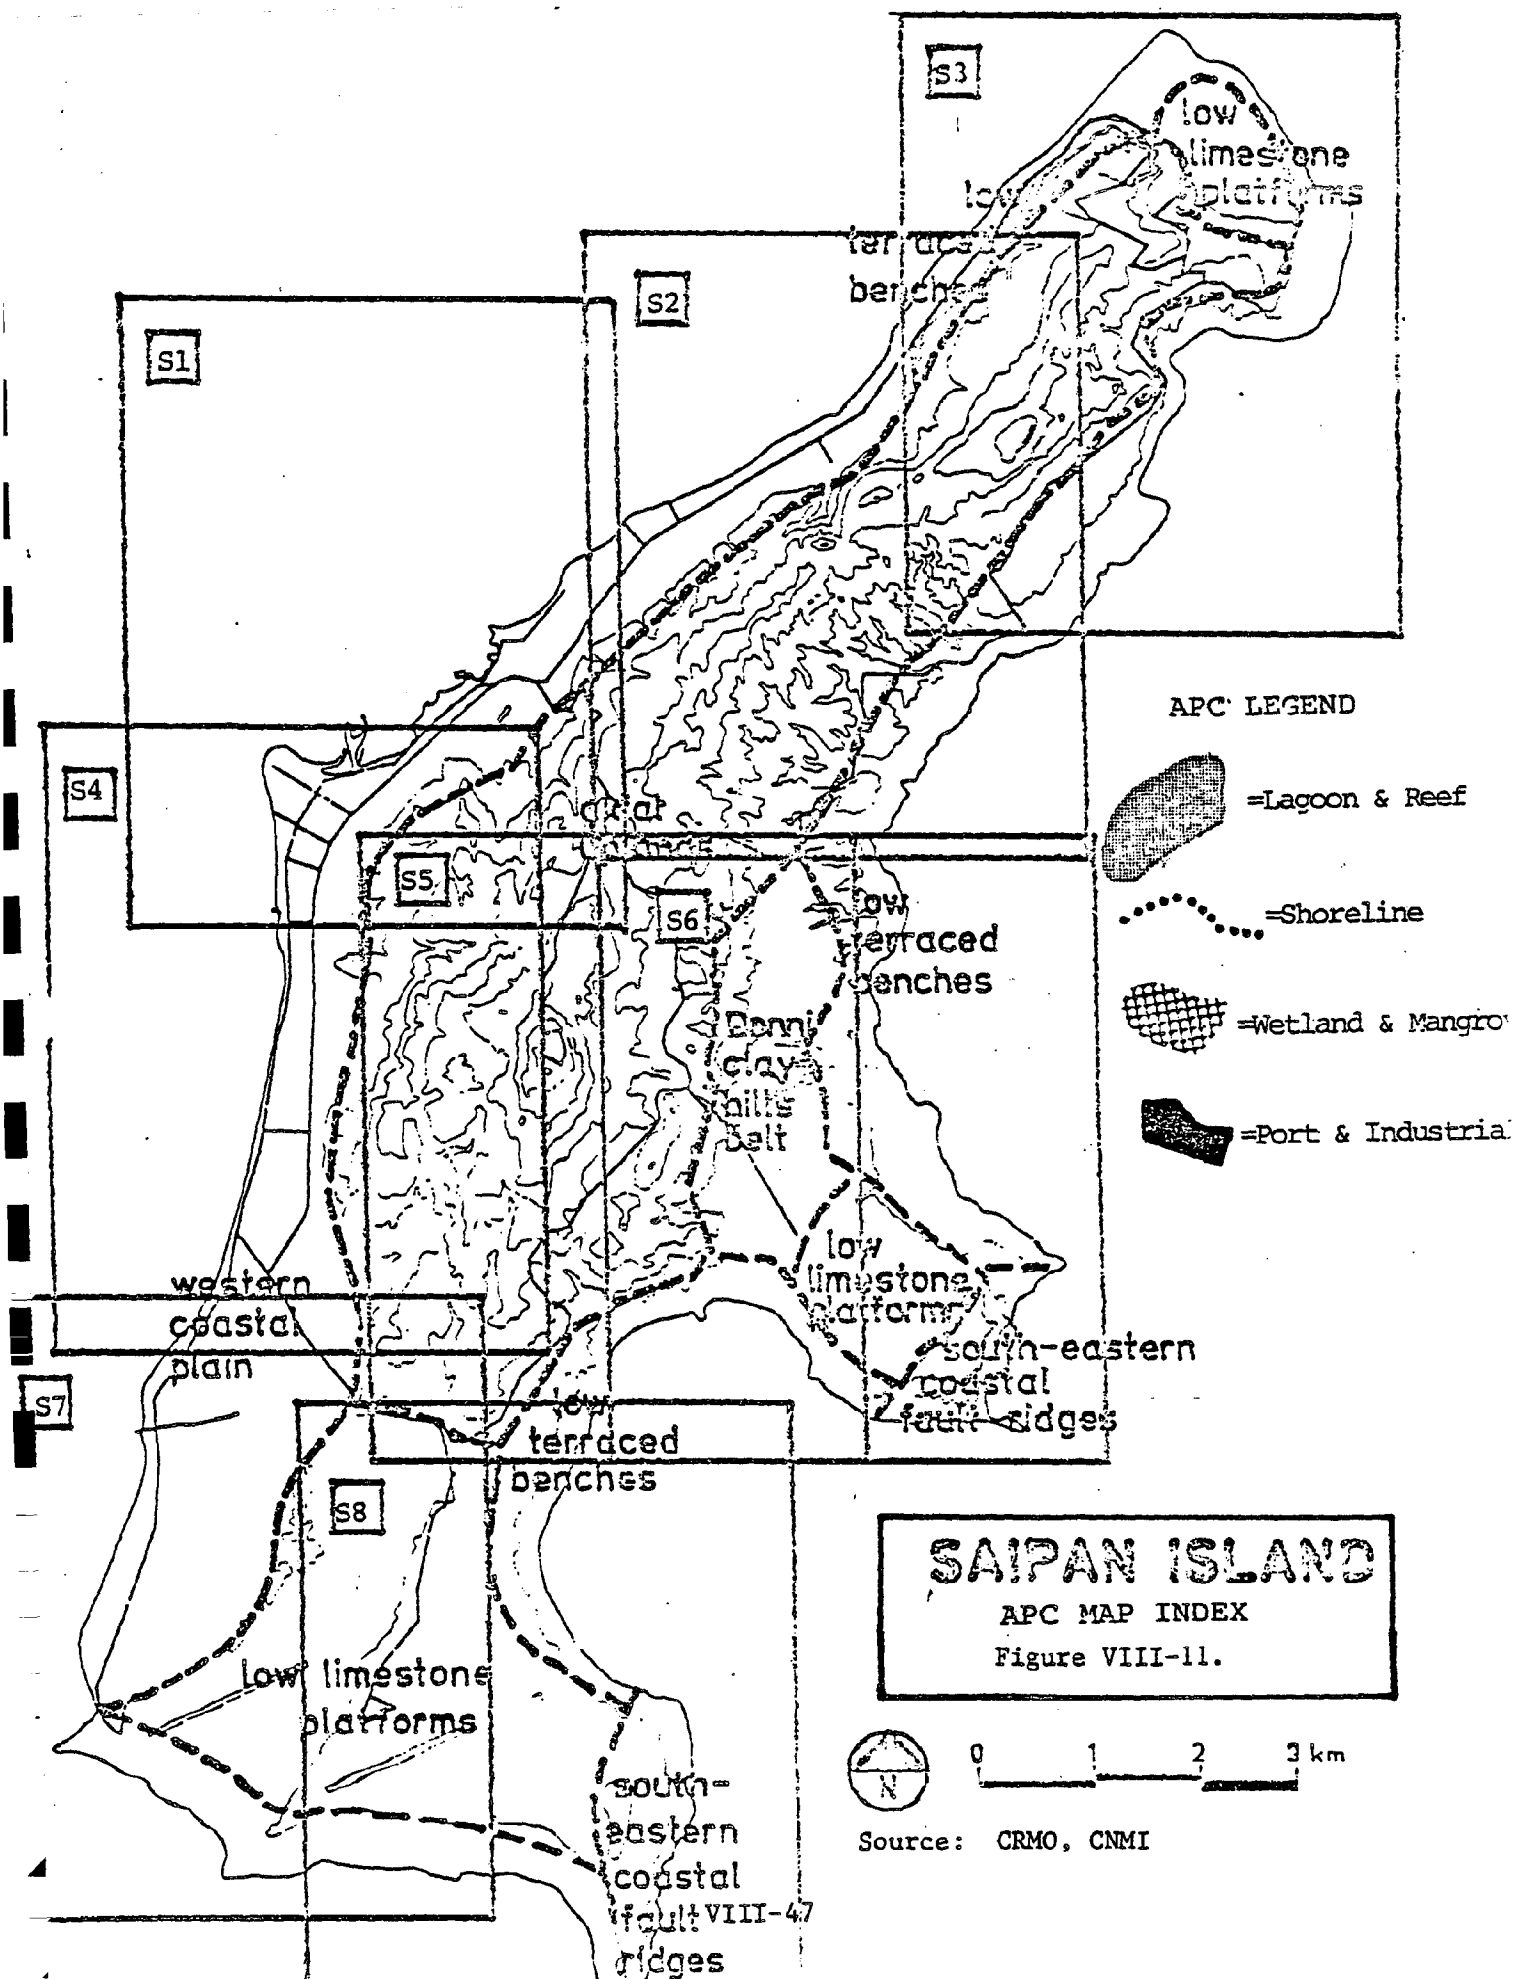 S3
low
limestone
platforms
low
terraced
benches
S2
S1
APC LEGEND
S4
=Lagoon & Reef
S5
S6
=Shoreline
low
terraced
benches
=Wetland & Mangro
Donni
clay
hills
belt
=Port & Industria
low
limestone
platforms
western
coastal
plain
south-eastern
coastal
fault ridges
S7
low
terraced
benches
S8
SAIPAN ISLAND
APC MAP INDEX
Figure VIII-11.
low limestone
platforms
0 1 2 3 km
N
south-
eastern
coastal
fault
ridges
Source: CRMO, CNMI
VIII-47